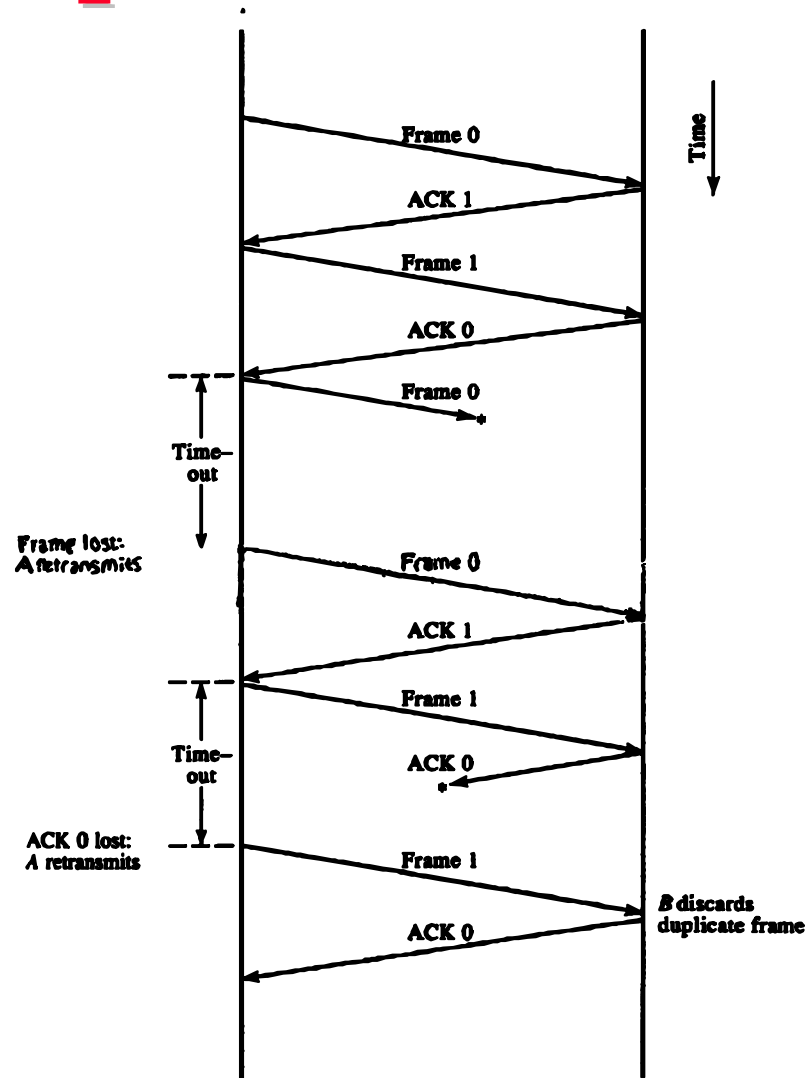 Frame 0
Time
ACK 1
Frame 1
ACK 0
Frame 0
Time-
out
Frame lost:
A retransmits
Frame 0
ACK 1
Frame 1
Time-
out
ACK 0
ACK 0 lost:
A retransmits
Frame 1
B discards
duplicate frame
ACK 0